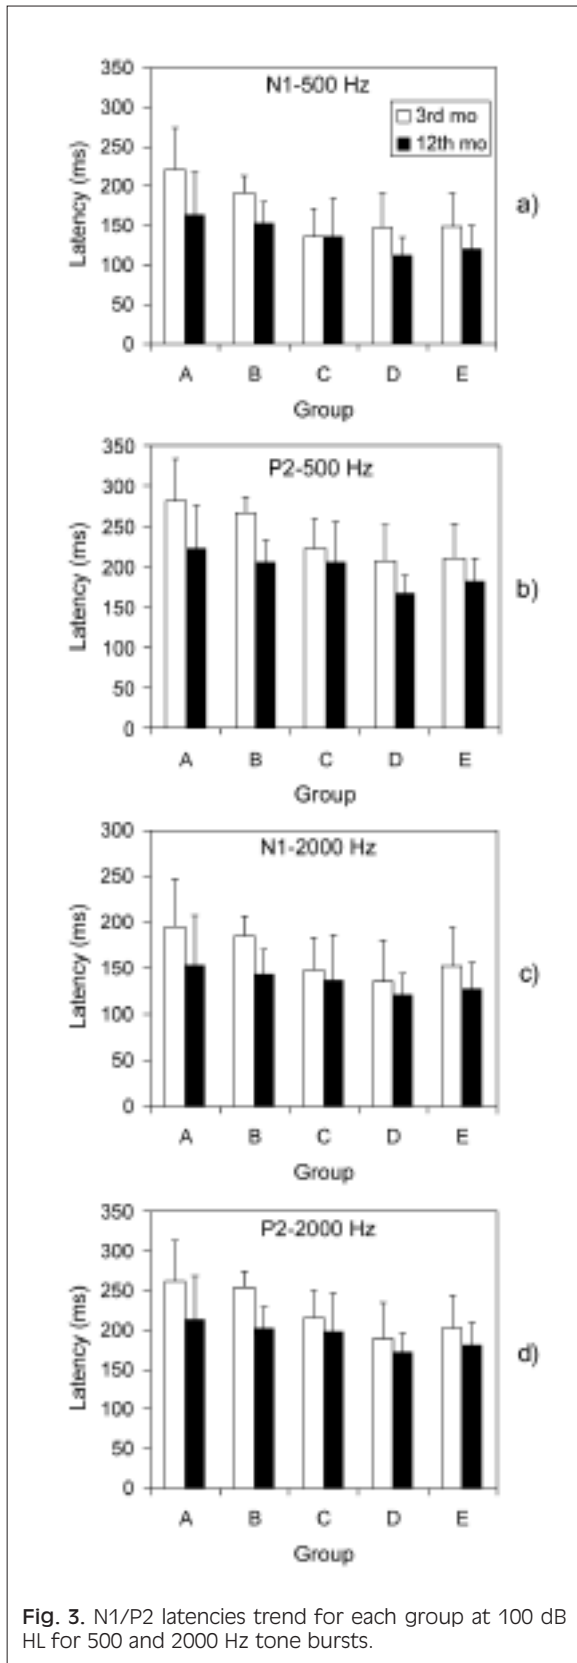 N1-500 Hz
350
300
250
200
150
100
50
0
Latency (ms)
3rd mo
12th mo
a)
A B C D E
Group
P2-500 Hz
350
300
250
200
150
100
50
0
Latency (ms)
b)
A B C D E
Group
N1-2000 Hz
300
250
200
150
100
50
0
Latency (ms)
c)
A B C D E
Group
P2-2000 Hz
350
300
250
200
150
100
50
0
Latency (ms)
d)
A B C D E
Group
Fig. 3. N1/P2 latencies trend for each group at 100 dB
HL for 500 and 2000 Hz tone bursts.